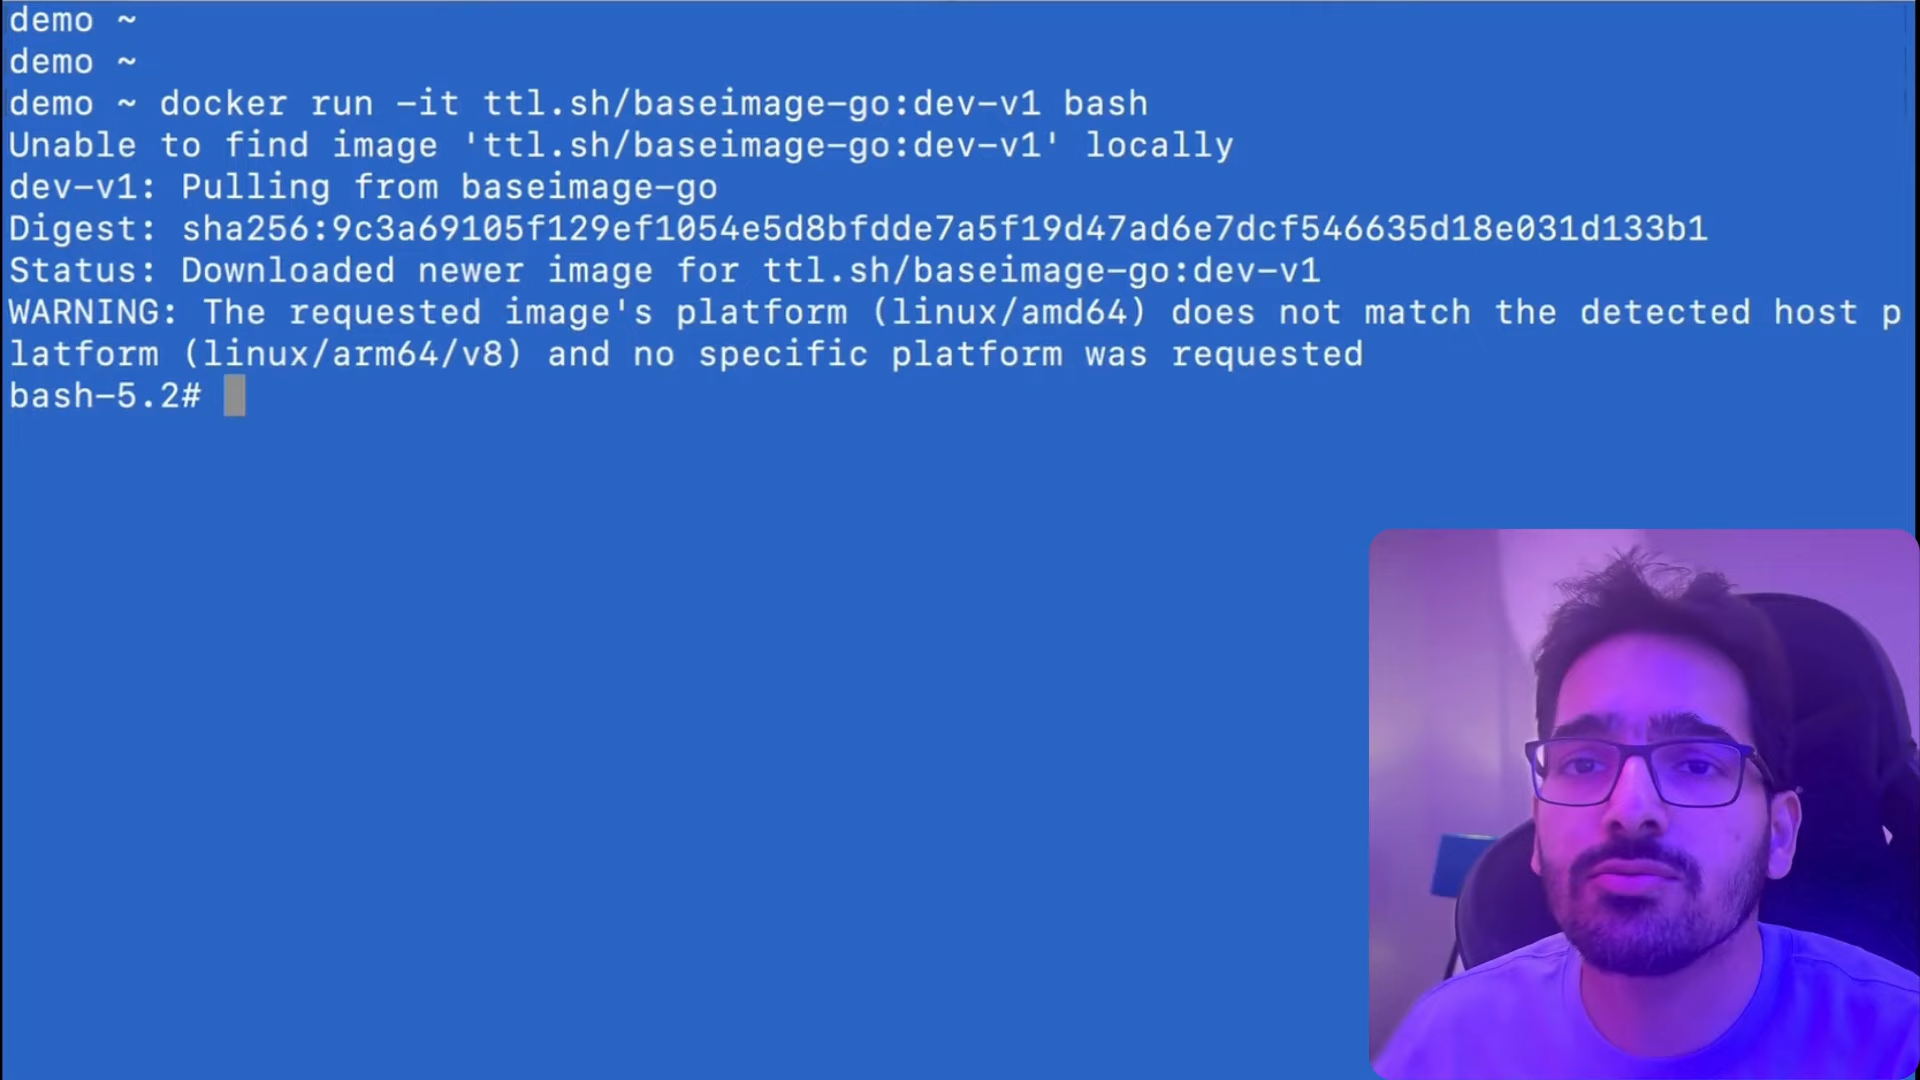 demo ~
demo ~
demo ~ docker run -it ttl.sh/baseimage-go:dev-v1 bash
Unable to find image 'ttl.sh/baseimage-go:dev-v1' locally
dev-v1: Pulling from baseimage-go
Digest: sha256:9c3a69105f129ef1054e5d8bfdde7a5f19d47ad6e7dcf546635d18e031d133b1
Status: Downloaded newer image for ttl.sh/baseimage-go:dev-v1
WARNING: The requested image's platform (linux/amd64) does not match the detected host p
latform (linux/arm64/v8) and no specific platform was requested
bash-5.2#